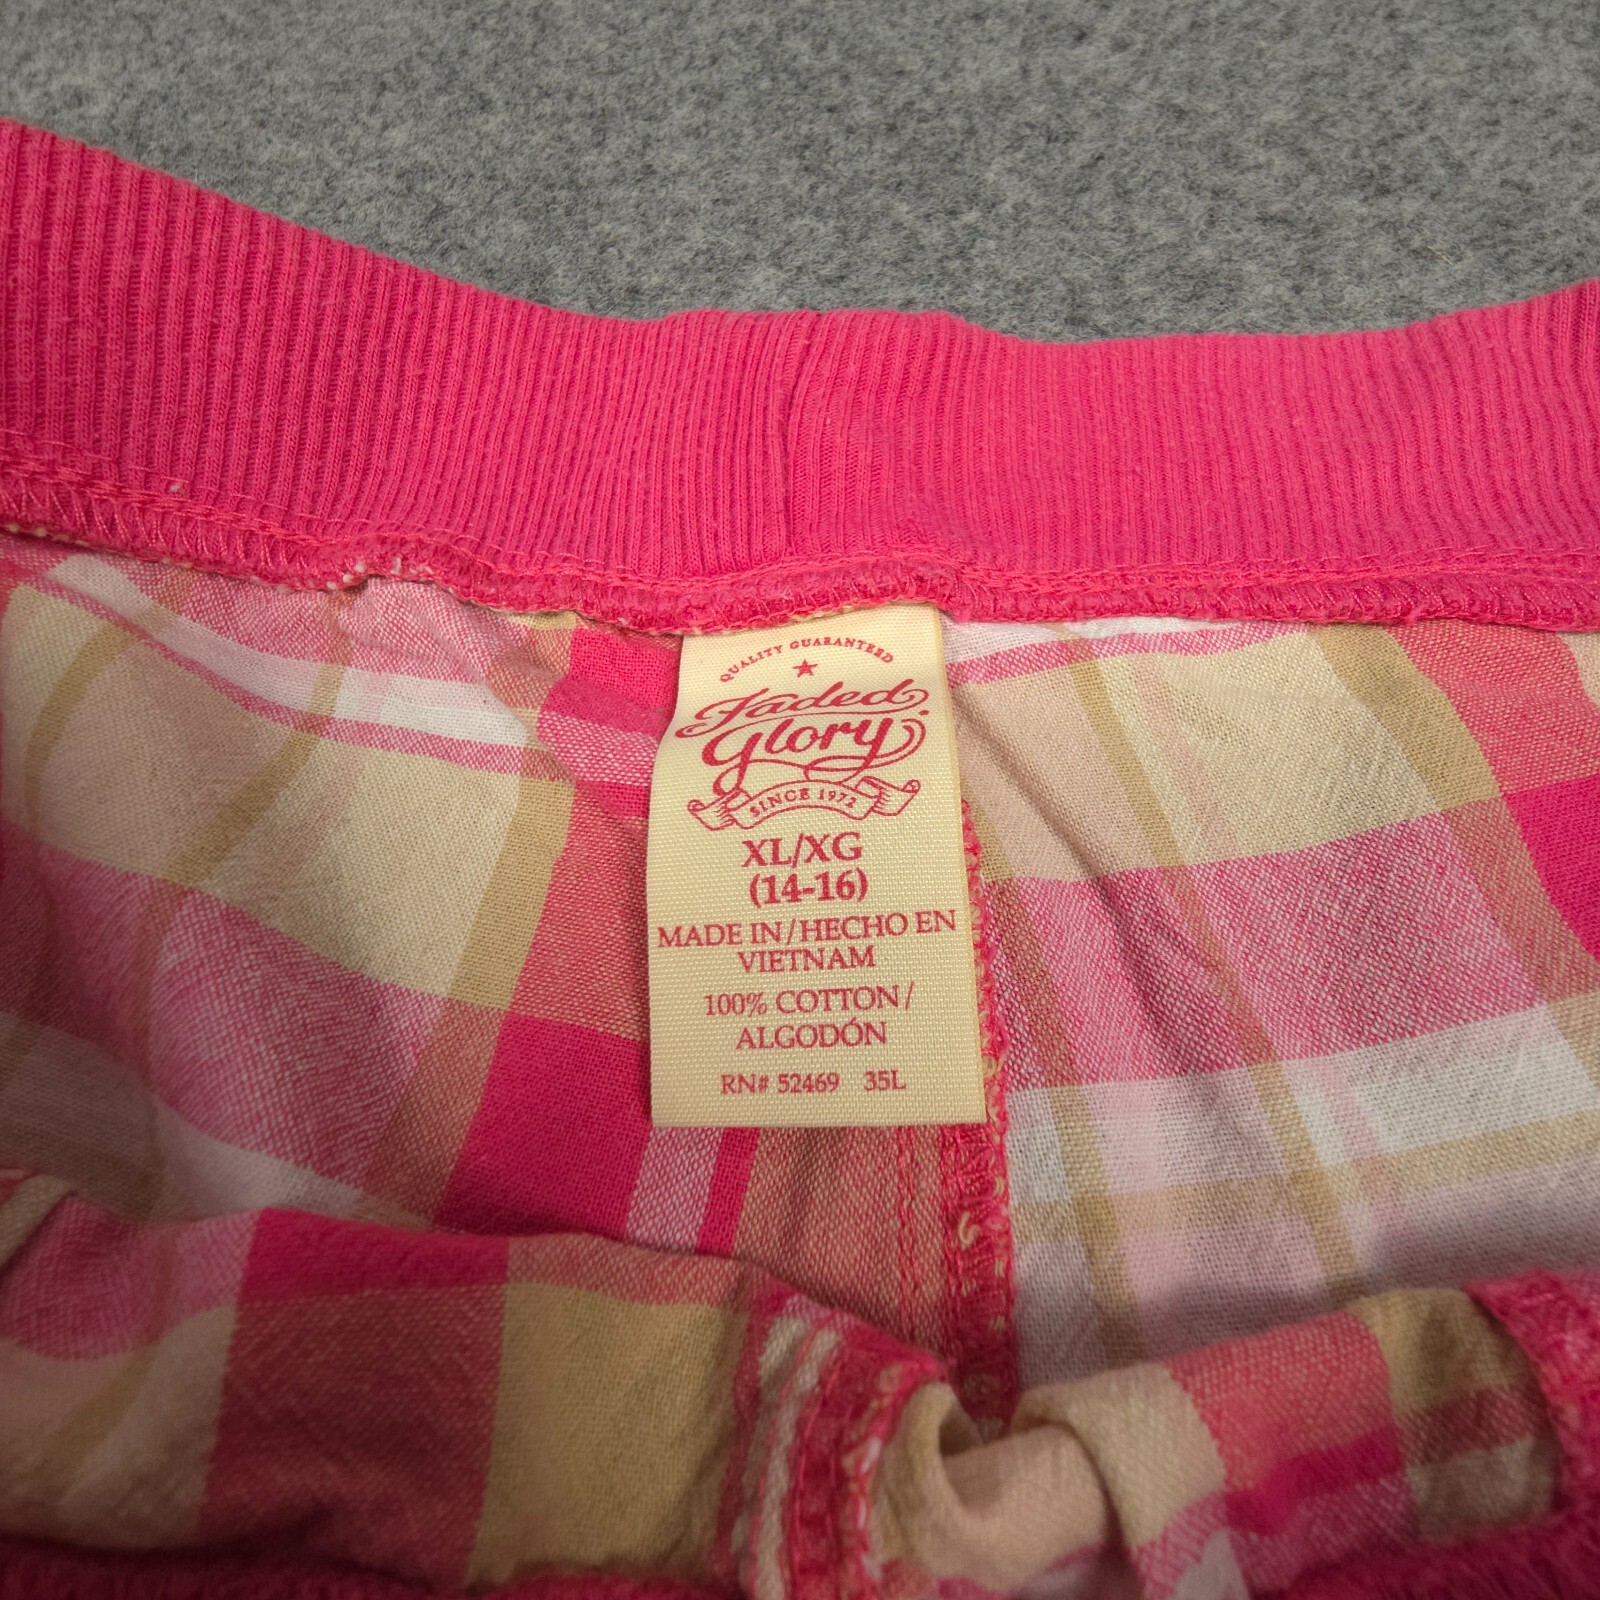 QUALITY GUARANTEED
Faded
Glory
SINCE 1972
XL/XG
(14-16)
MADE IN/HECHO EN
VIETNAM
100% COTTON/
ALGODÓN
RN# 52469 35L